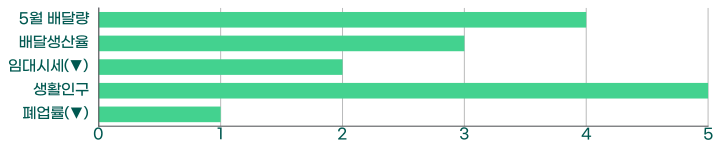 5월 배달량
배달생산율
임대시세(▼)
생활인구
폐업률(▼)
0 1 2 3 4 5